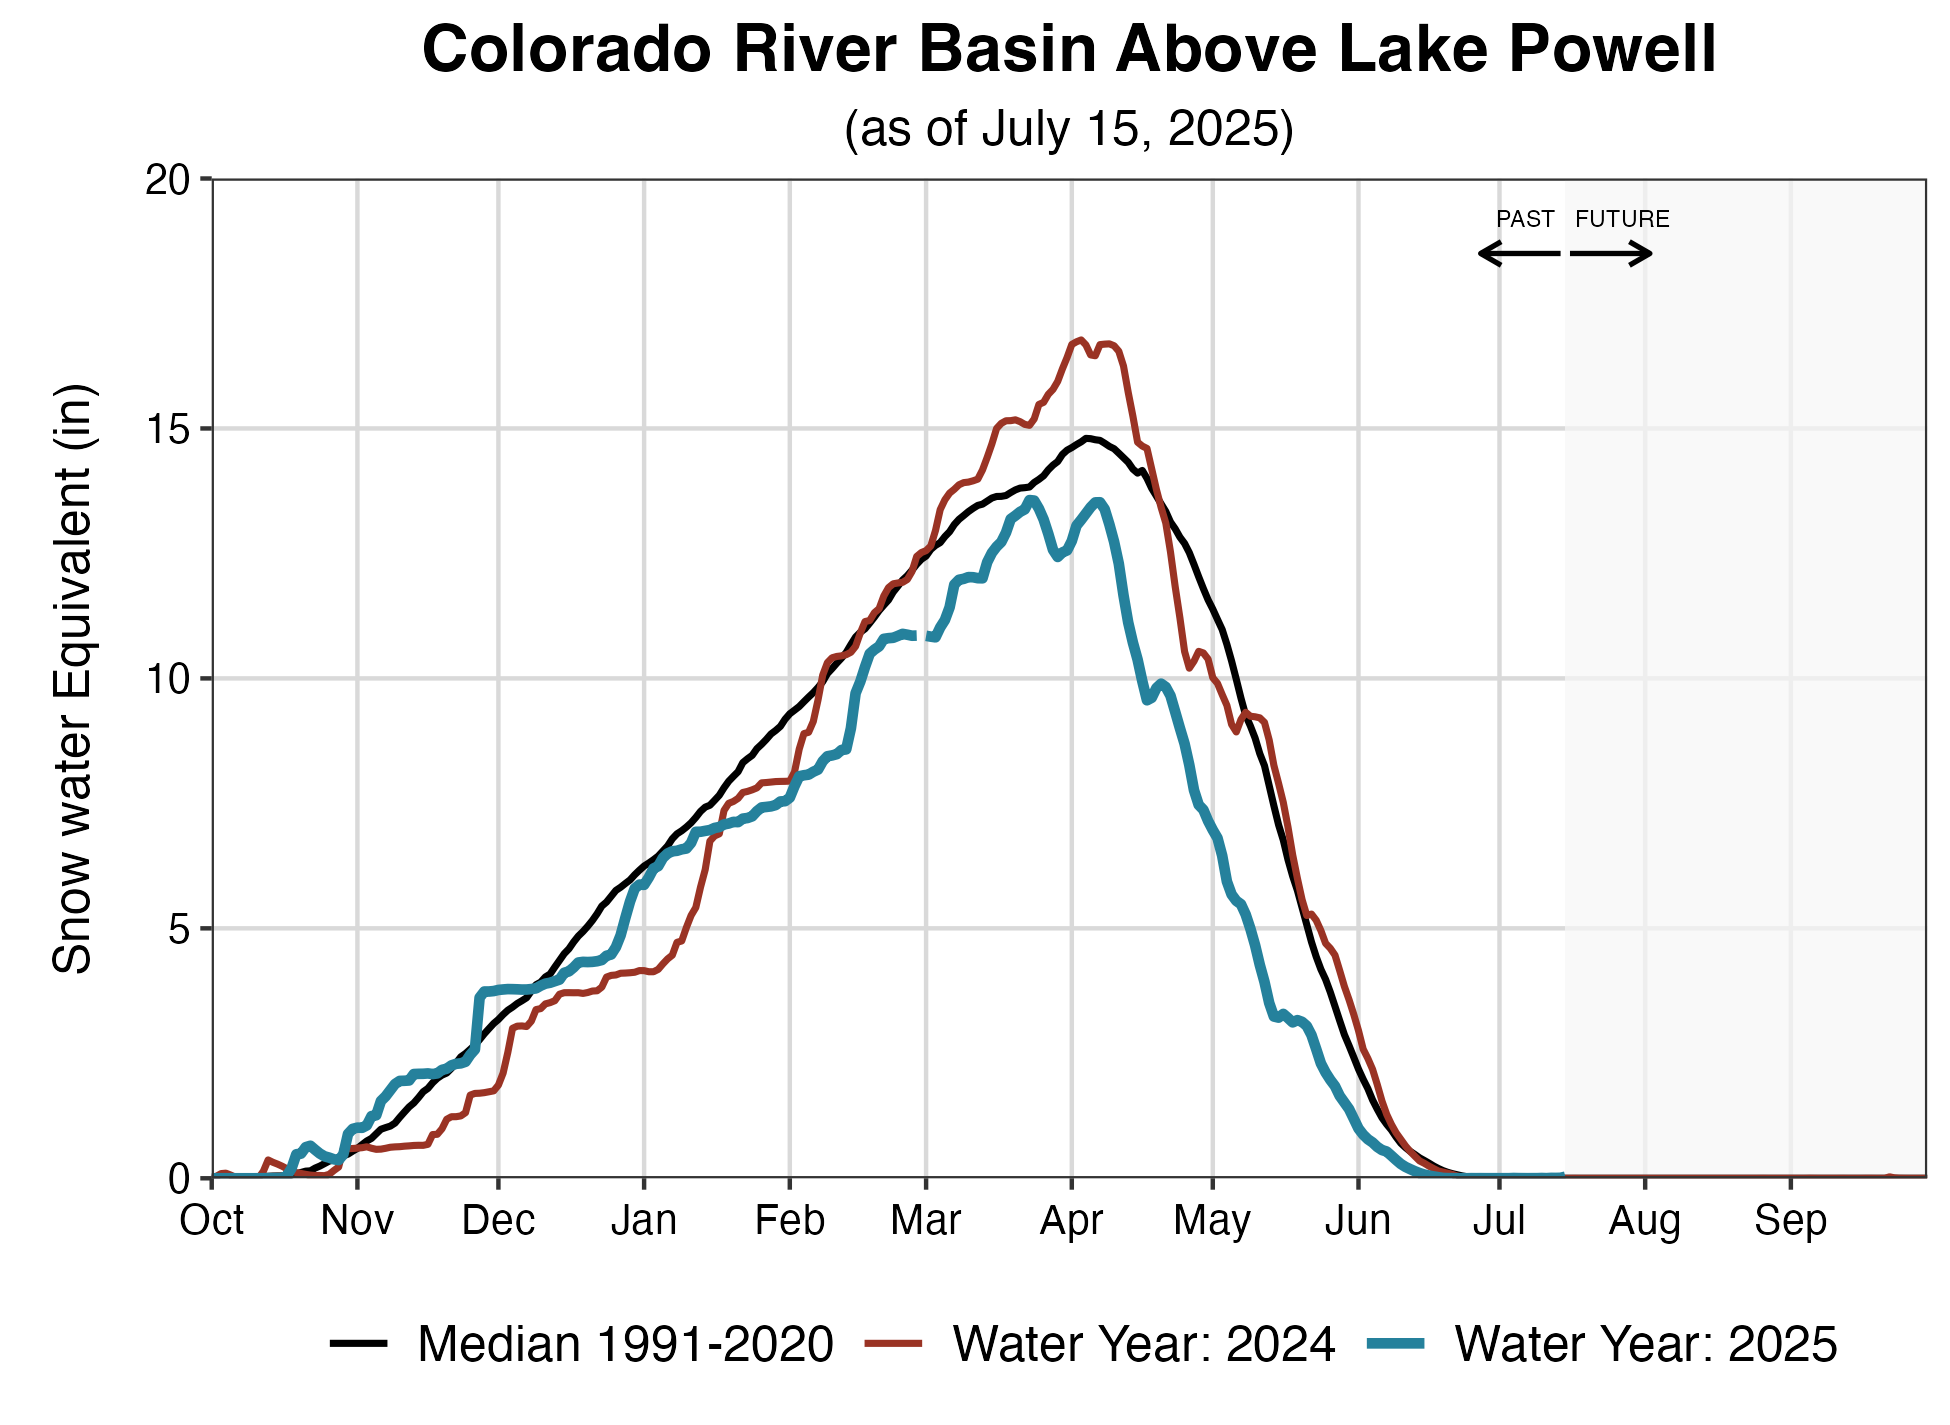 Colorado River Basin Above Lake Powell
(as of July 15, 2025)
20
PAST FUTURE
15
10
5
0
Snow water Equivalent (in)
Oct Nov Dec Jan Feb Mar Apr May Jun Jul Aug Sep
Median 1991-2020 Water Year: 2024 Water Year: 2025